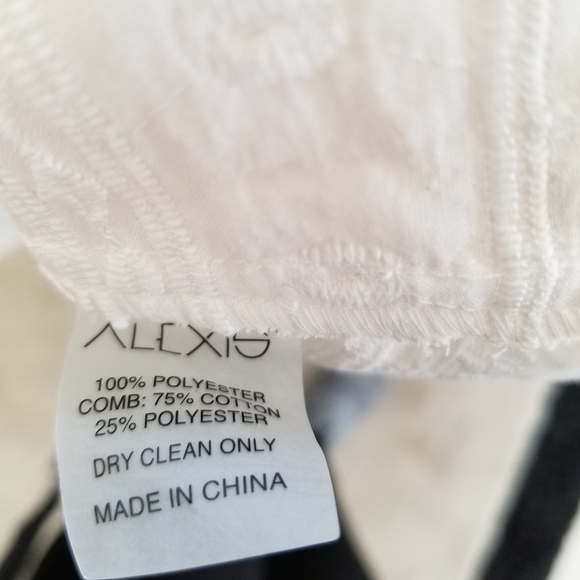 ALEXIS
100% POLYESTER
COMB: 75% COTTON
25% POLYESTER
DRY CLEAN ONLY
MADE IN CHINA